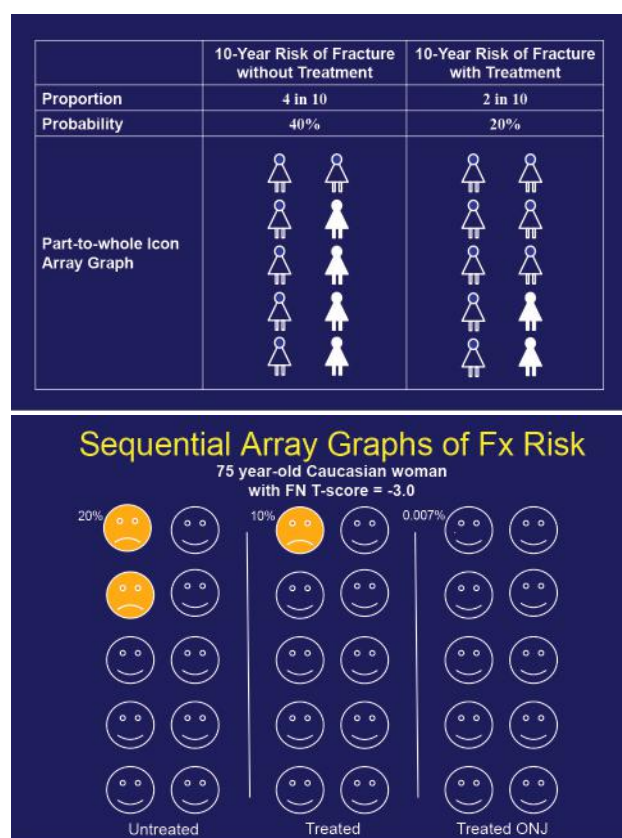 10-Year Risk of Fracture
without Treatment
10-Year Risk of Fracture
with Treatment
Proportion
4 in 10
2 in 10
Probability
40%
20%
Part-to-whole Icon
Array Graph
Sequential Array Graphs of Fx Risk
75 year-old Caucasian woman
with FN T-score = -3.0
20%
10%
0.007%
Untreated
Treated
Treated ONJ